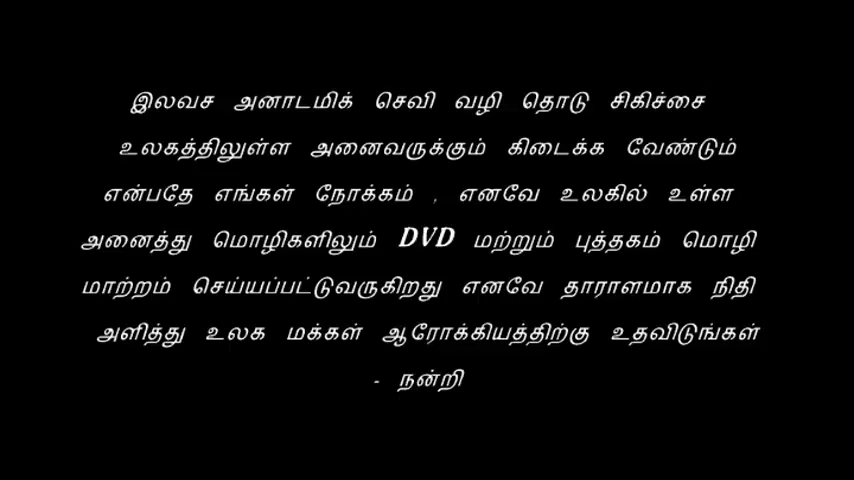 இலவச அனாடமிக் செவி வழி தொடு சிகிச்சை
உலகத்திலுள்ள அனைவருக்கும் கிடைக்க வேண்டும்
என்பதே எங்கள் நோக்கம் , எனவே உலகில் உள்ள
அனைத்து மொழிகளிலும் DVD மற்றும் புத்தகம் மொழி
மாற்றம் செய்யப்பட்டுவருகிறது எனவே தாராளமாக நிதி
அளித்து உலக மக்கள் ஆரோக்கியத்திற்கு உதவிடுங்கள்
- நன்றி